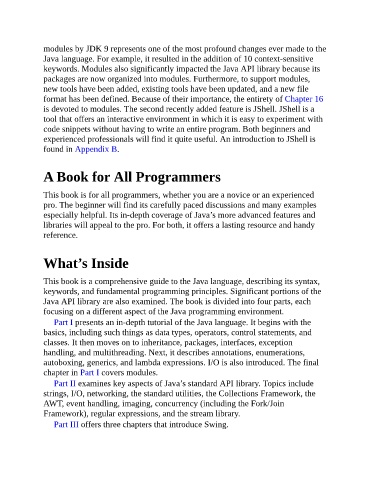 modules by JDK 9 represents one of the most profound changes ever made to the
Java language. For example, it resulted in the addition of 10 context-sensitive
keywords. Modules also significantly impacted the Java API library because its
packages are now organized into modules. Furthermore, to support modules,
new tools have been added, existing tools have been updated, and a new file
format has been defined. Because of their importance, the entirety of Chapter 16
is devoted to modules. The second recently added feature is JShell. JShell is a
tool that offers an interactive environment in which it is easy to experiment with
code snippets without having to write an entire program. Both beginners and
experienced professionals will find it quite useful. An introduction to JShell is
found in Appendix B.
A Book for All Programmers
This book is for all programmers, whether you are a novice or an experienced
pro. The beginner will find its carefully paced discussions and many examples
especially helpful. Its in-depth coverage of Java’s more advanced features and
libraries will appeal to the pro. For both, it offers a lasting resource and handy
reference.
What’s Inside
This book is a comprehensive guide to the Java language, describing its syntax,
keywords, and fundamental programming principles. Significant portions of the
Java API library are also examined. The book is divided into four parts, each
focusing on a different aspect of the Java programming environment.
Part I presents an in-depth tutorial of the Java language. It begins with the
basics, including such things as data types, operators, control statements, and
classes. It then moves on to inheritance, packages, interfaces, exception
handling, and multithreading. Next, it describes annotations, enumerations,
autoboxing, generics, and lambda expressions. I/O is also introduced. The final
chapter in Part I covers modules.
Part II examines key aspects of Java’s standard API library. Topics include
strings, I/O, networking, the standard utilities, the Collections Framework, the
AWT, event handling, imaging, concurrency (including the Fork/Join
Framework), regular expressions, and the stream library.
Part III offers three chapters that introduce Swing.